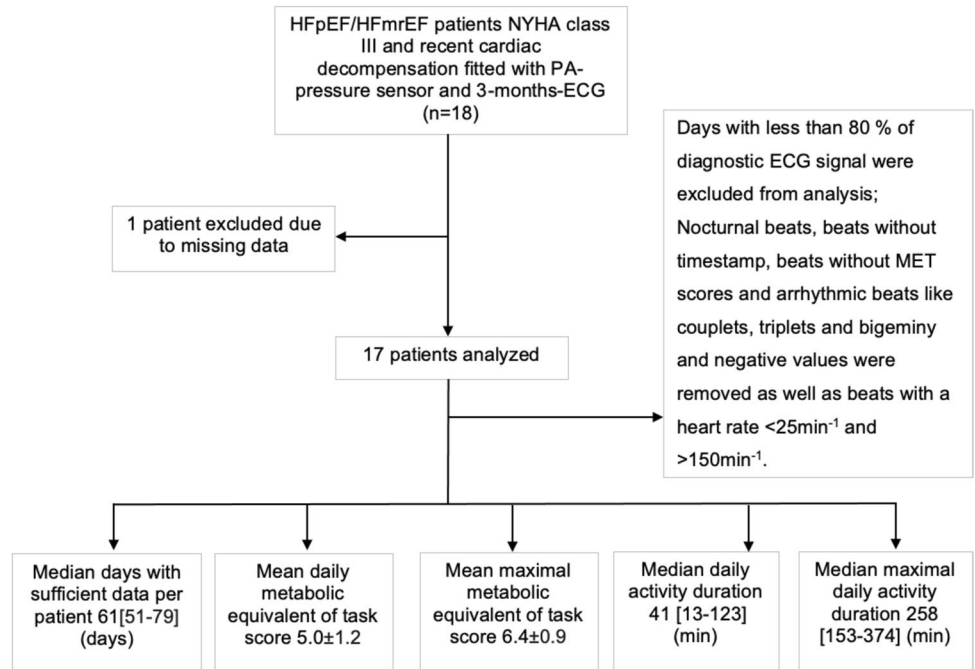 HFpEF/HFmrEF patients NYHA class
III and recent cardiac
decompensation fitted with PA-
pressure sensor and 3-months-ECG
(n=18)
1 patient excluded due
to missing data
Days with less than 80 % of
diagnostic ECG signal were
excluded from analysis;
Nocturnal beats, beats without
timestamp, beats without MET
scores and arrhythmic beats like
couplets, triplets and bigeminy
and negative values were
removed as well as beats with a
heart rate <25min⁻¹ and
>150min⁻¹.
17 patients analyzed
Median days with
sufficient data per
patient 61[51-79]
(days)
Mean daily
metabolic
equivalent of task
score 5.0±1.2
Mean maximal
metabolic
equivalent of task
score 6.4±0.9
Median daily
activity duration
41 [13-123]
(min)
Median maximal
daily activity
duration 258
[153-374] (min)